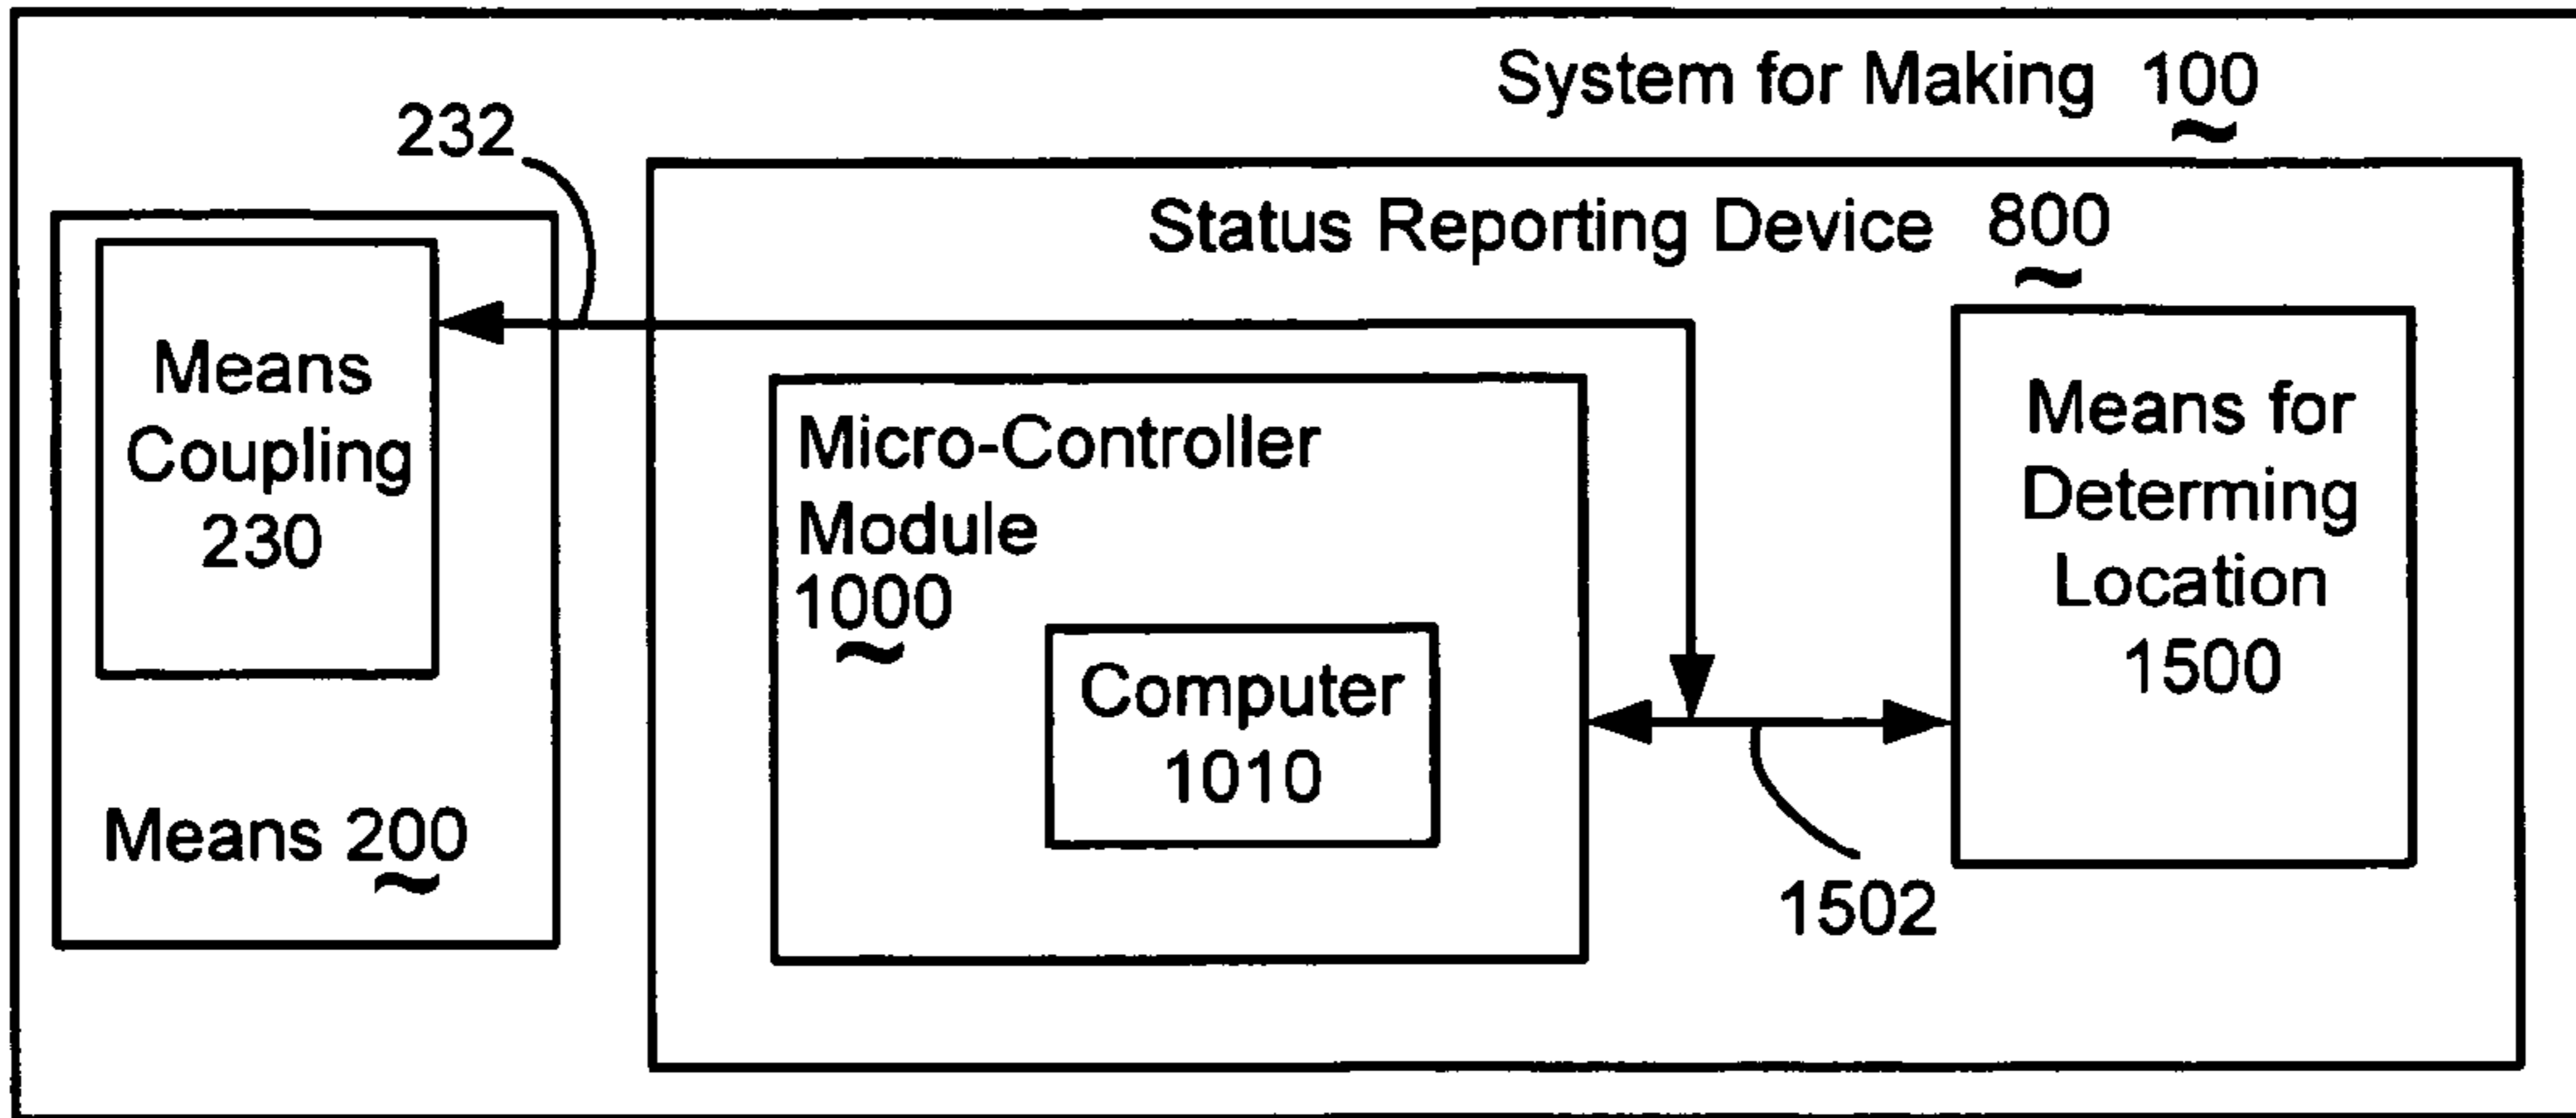 System for Making 100
232
Status Reporting Device 800
Means
Coupling
230
Means 200
Micro-Controller
Module
1000
Computer
1010
Means for
Determing
Location
1500
1502